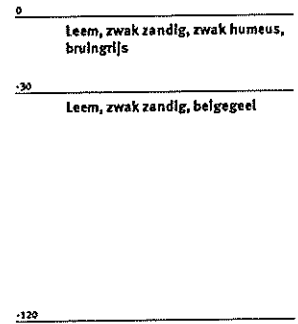 0
Leem, zwak zandig, zwak humeus,
bruingrijs
-30
Leem, zwak zandig, beigegeel
-120